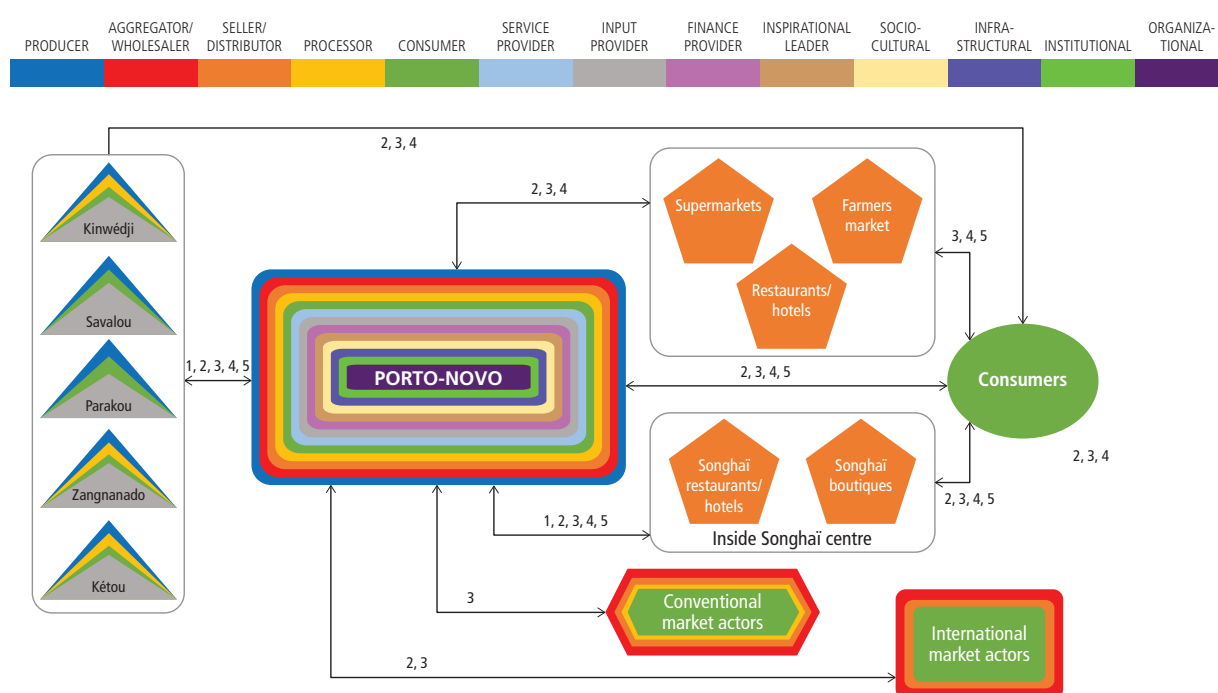 PRODUCER
AGGREGATOR/
WHOLESALER
SELLER/
DISTRIBUTOR
PROCESSOR
CONSUMER
SERVICE
PROVIDER
INPUT
PROVIDER
FINANCE
PROVIDER
INSPIRATIONAL
LEADER
SOCIO-
CULTURAL
INFRA-
STRUCTURAL
INSTITUTIONAL
ORGANIZA-
TIONAL
2, 3, 4
Kinwédji
Savalou
Parakou
Zangnanado
Kétou
1, 2, 3, 4, 5
PORTO-NOVO
2, 3, 4
Supermarkets
Farmers
market
Restaurants/
hotels
3, 4, 5
2, 3, 4, 5
Consumers
2, 3, 4
Songhaï
restaurants/
hotels
Songhaï
boutiques
Inside Songhaï centre
2, 3, 4, 5
1, 2, 3, 4, 5
3
Conventional
market actors
2, 3
International
market actors